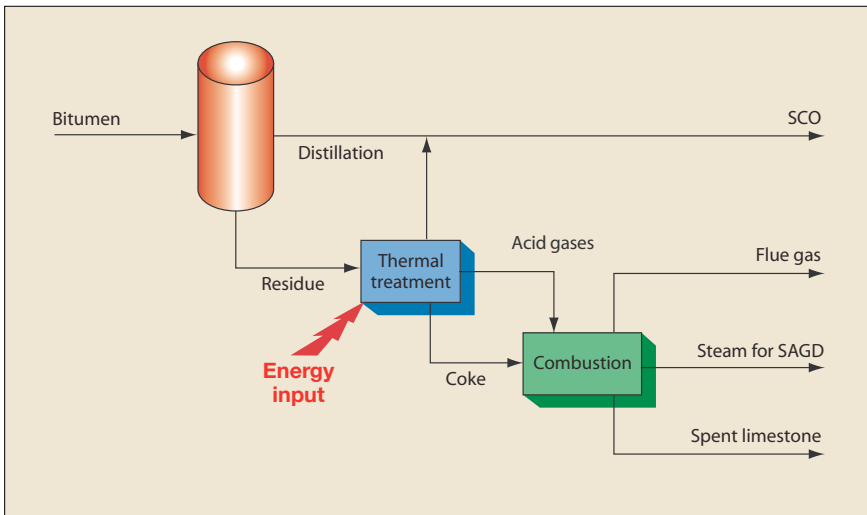 Bitumen
SCO
Distillation
Acid gases
Flue gas
Thermal
treatment
Residue
Energy
input
Coke
Combustion
Steam for SAGD
Spent limestone